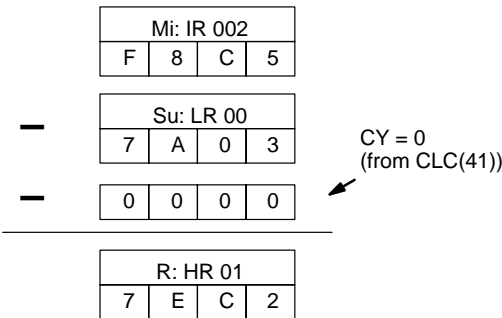 Mi: IR 002
F 8 C 5
– Su: LR 00
7 A 0 3
CY = 0
(from CLC(41))
– 0 0 0 0
R: HR 01
7 E C 2